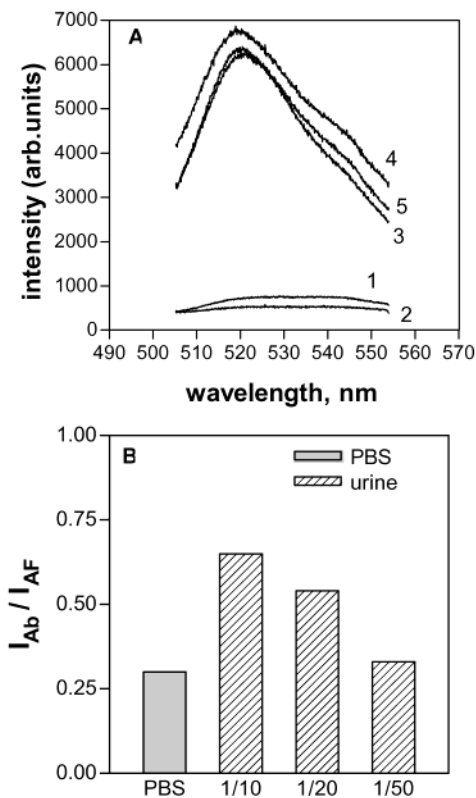 A
intensity (arb.units)
7000
6000
5000
4000
3000
2000
1000
0
4
5
3
1
2
490 500 510 520 530 540 550 560 570
wavelength, nm
B
PBS
urine
I_Ab / I_AF
1.00
0.75
0.50
0.25
0.00
PBS 1/10 1/20 1/50